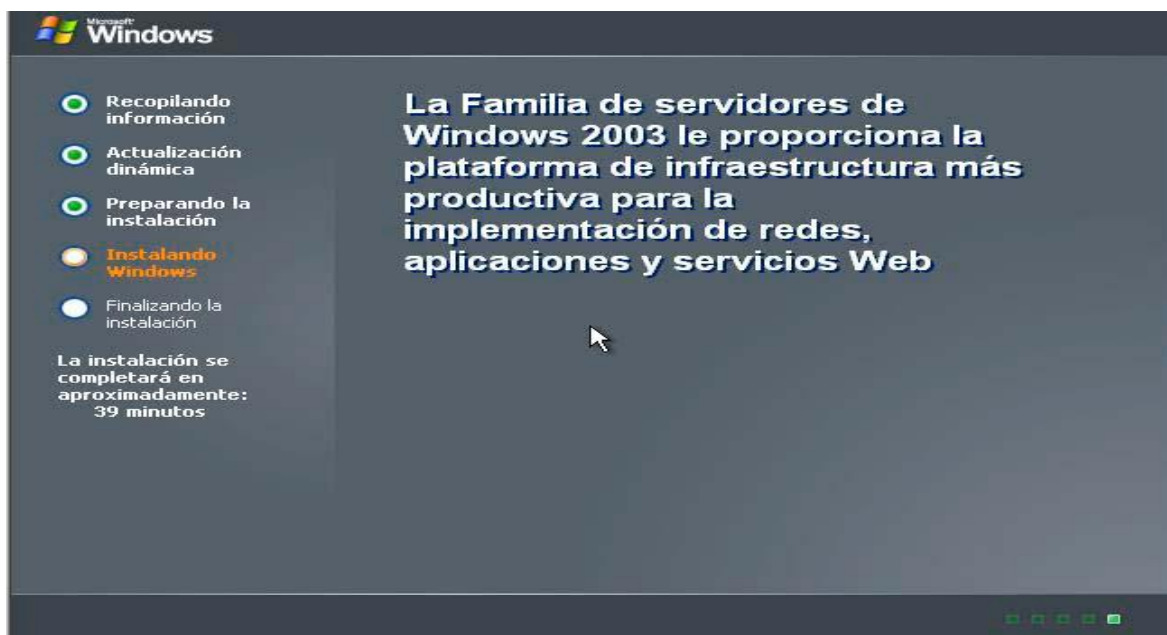 Microsoft
Windows
Recopilando
información
Actualización
dinámica
Preparando la
instalación
Instalando
Windows
Finalizando la
instalación
La instalación se
completará en
aproximadamente:
39 minutos
La Familia de servidores de
Windows 2003 le proporciona la
plataforma de infraestructura más
productiva para la
implementación de redes,
aplicaciones y servicios Web